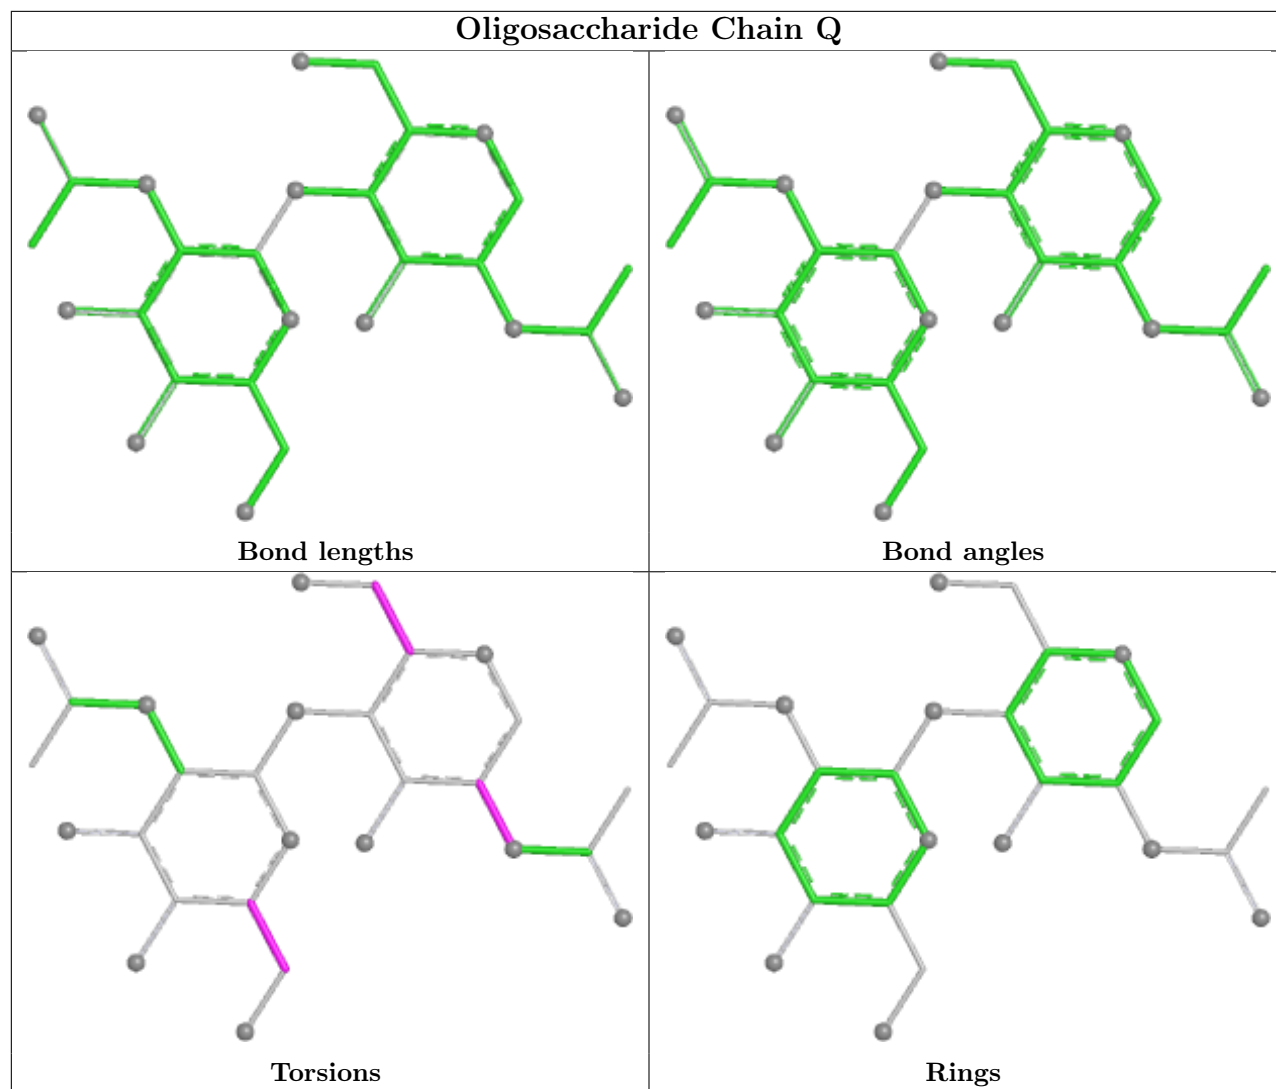 Oligosaccharide Chain Q
Bond lengths
Bond angles
Torsions
Rings